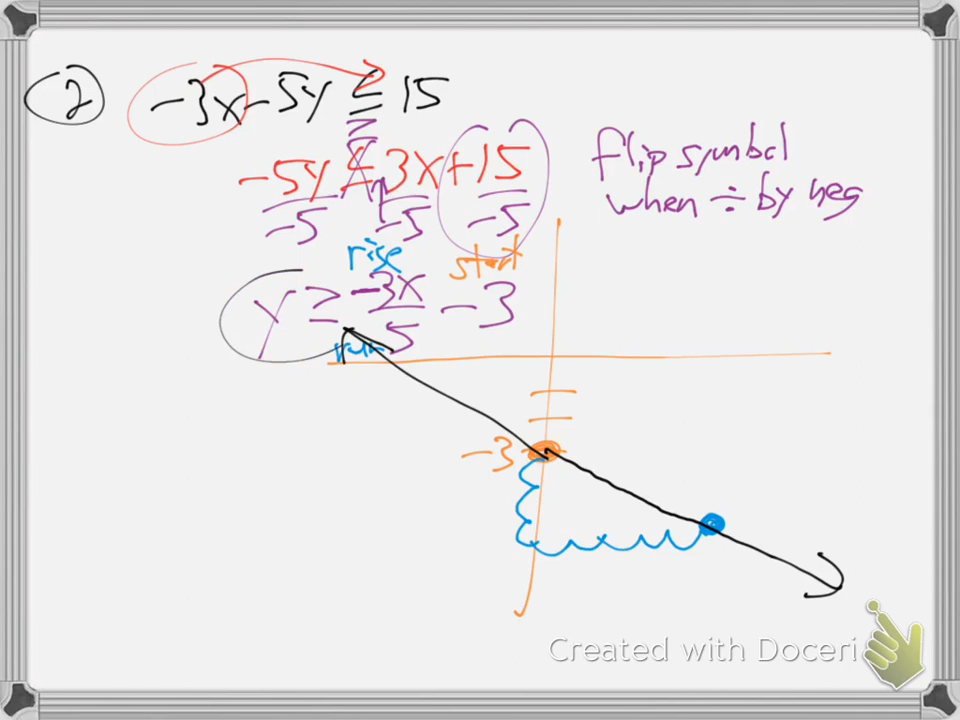 2 -3x-5y ≤ 15
≥
-5y ≤ 3x+15
-5 -5 -5
flip symbol
when ÷ by neg
rise start
y ≥ -3x - 3
5
-3
Created with Doceri